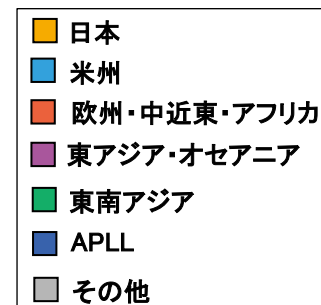 日本
米州
欧州・中近東・アフリカ
東アジア・オセアニア
東南アジア
APLL
その他